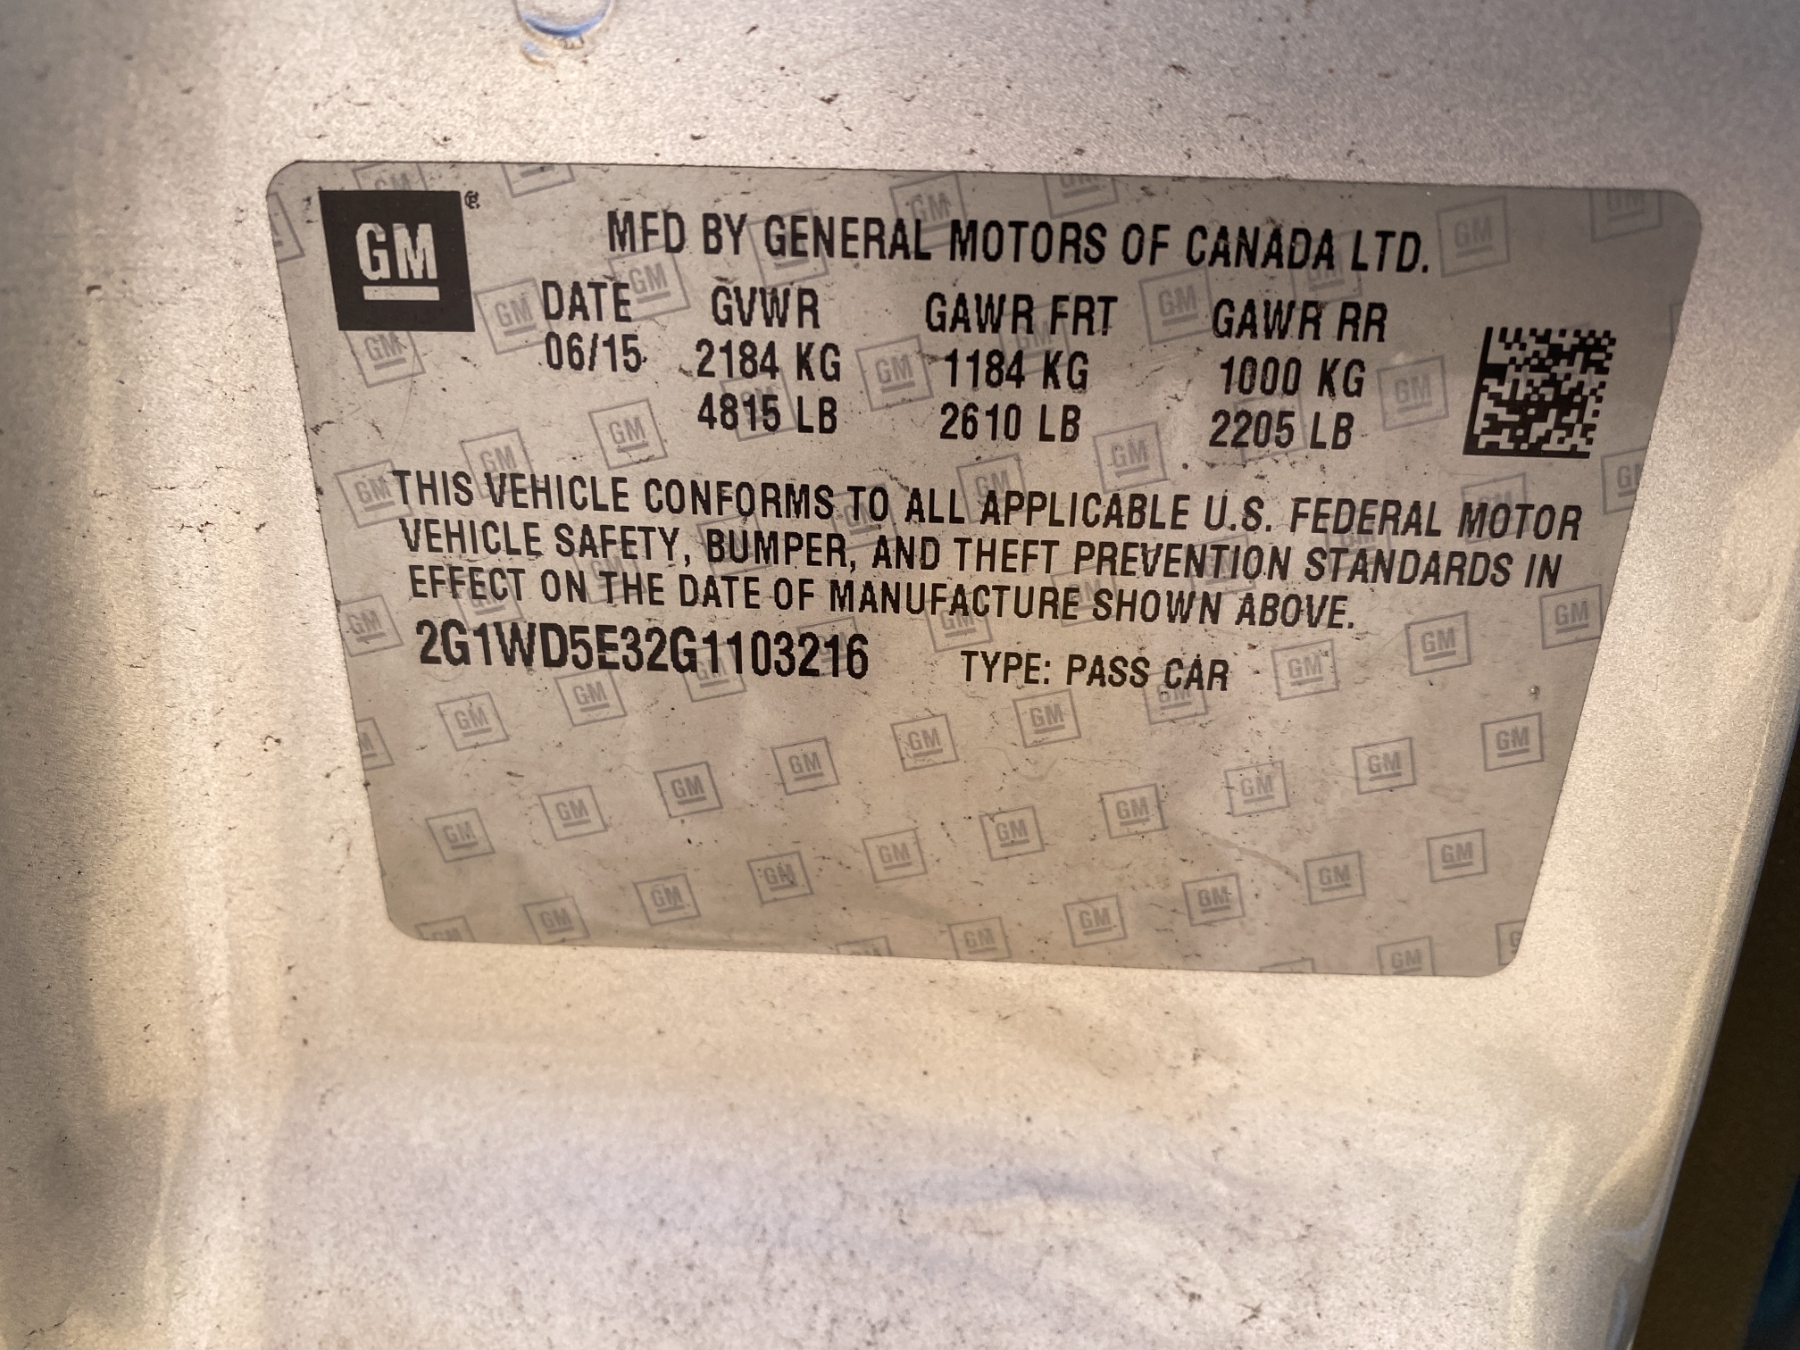 GM
MFD BY GENERAL MOTORS OF CANADA LTD.
DATE GVWR GAWR FRT GAWR RR
06/15 2184 KG 1184 KG 1000 KG
4815 LB 2610 LB 2205 LB
THIS VEHICLE CONFORMS TO ALL APPLICABLE U.S. FEDERAL MOTOR
VEHICLE SAFETY, BUMPER, AND THEFT PREVENTION STANDARDS IN
EFFECT ON THE DATE OF MANUFACTURE SHOWN ABOVE.
2G1WD5E32G1103216 TYPE: PASS CAR